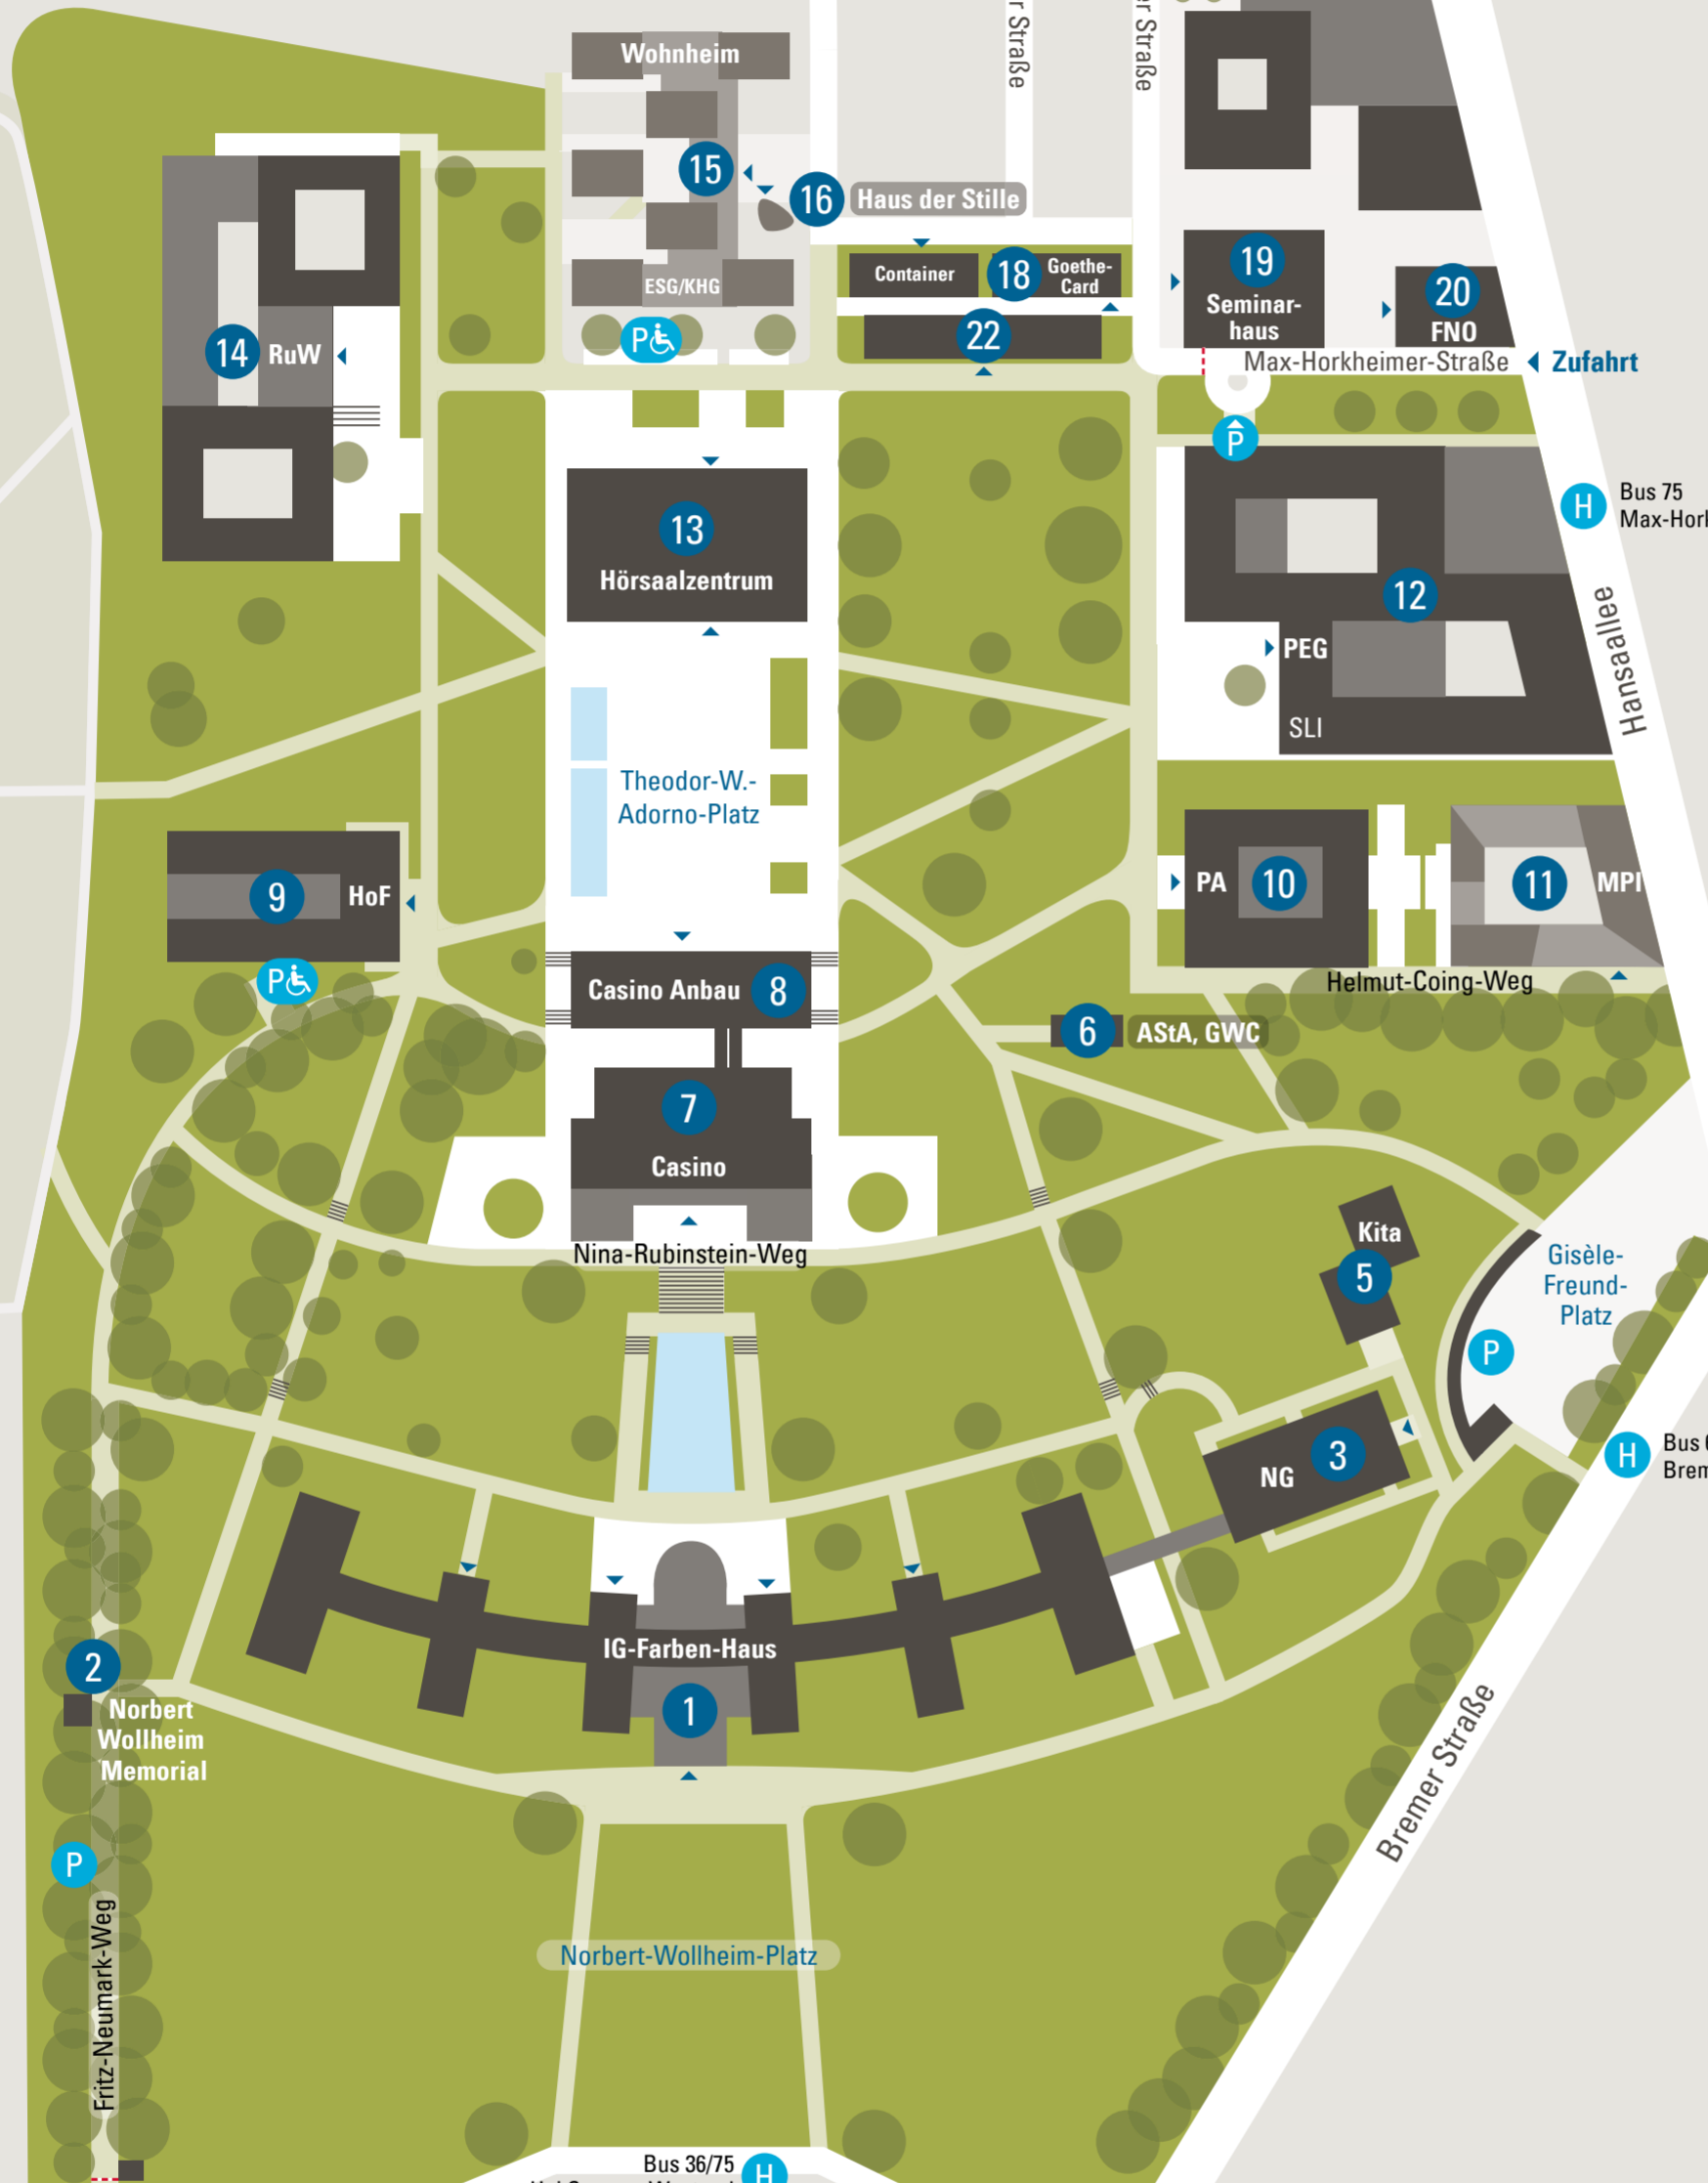 Wohnheim
r Straße
er Straße
15
16
Haus der Stille
ESG/KHG
Container
18
Goethe-
Card
19
Seminar-
haus
20
FNO
P
22
14
RuW
Max-Horkheimer-Straße
Zufahrt
P
H
Bus 75
Max-Hork
13
Hörsaalzentrum
12
PEG
SLI
Hansaallee
Theodor-W.-
Adorno-Platz
9
HoF
PA
10
11
MPI
P
Casino Anbau
8
Helmut-Coing-Weg
6
AStA, GWC
7
Casino
Nina-Rubinstein-Weg
Kita
5
Gisèle-
Freund-
Platz
P
3
NG
H
Bus
Brem
IG-Farben-Haus
1
2
Norbert
Wollheim
Memorial
Bremer Straße
P
Fritz-Neumark-Weg
Norbert-Wollheim-Platz
Bus 36/75
H